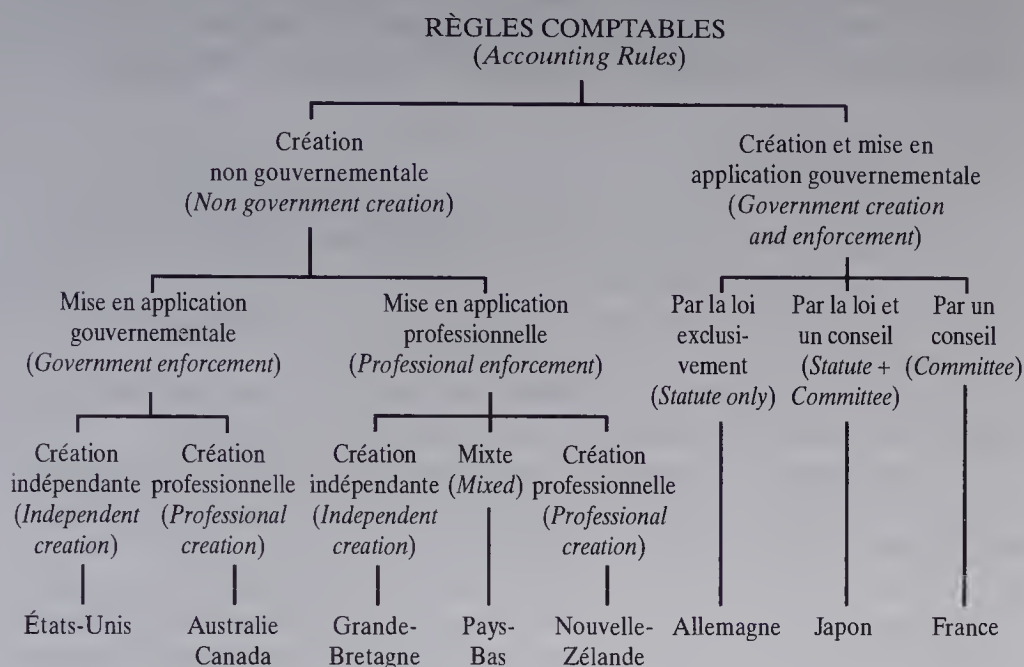 RÈGLES COMPTABLES
(Accounting Rules)
Création
non gouvernementale
(Non government creation)
Création et mise en
application gouvernementale
(Government creation
and enforcement)
Mise en application
gouvernementale
(Government enforcement)
Mise en application
professionnelle
(Professional enforcement)
Par la loi
exclusi-
vement
(Statute only)
Par la loi et
un conseil
(Statute +
Committee)
Par un
conseil
(Committee)
Création
indépendante
(Independent
creation)
Création
professionnelle
(Professional
creation)
Création
indépendante
(Independent
creation)
Mixte
(Mixed)
Création
professionnelle
(Professional
creation)
États-Unis
Australie
Canada
Grande-
Bretagne
Pays-
Bas
Nouvelle-
Zélande
Allemagne
Japon
France